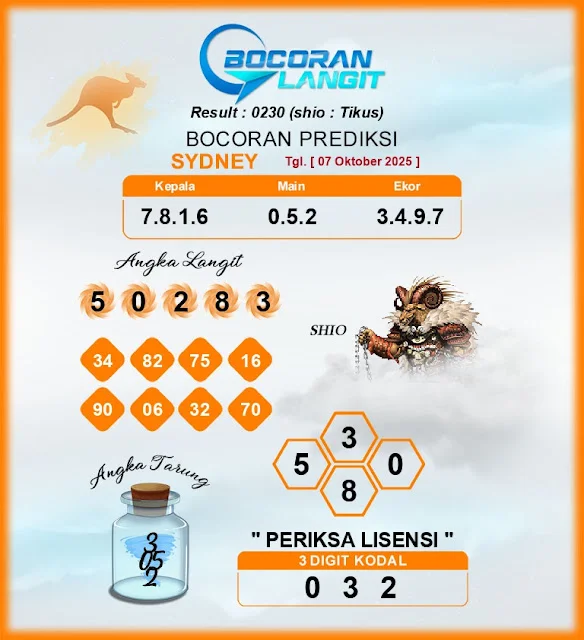 BOCORAN
LANGIT
Result : 0230 (shio : Tikus)
BOCORAN PREDIKSI
SYDNEY Tgl. [ 07 Oktober 2025 ]
Kepala Main Ekor
7.8.1.6 0.5.2 3.4.9.7
Angka Langit
5 0 2 8 3
SHIO
34 82 75 16
90 06 32 70
3
5 0
8
Angka Tarung
3
05
2
" PERIKSA LISENSI "
3 DIGIT KODAL
0 3 2